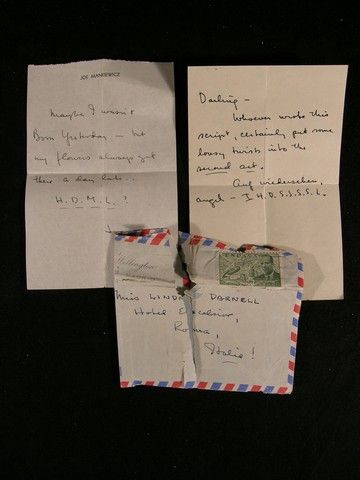 JOE MANKIEWICZ
Maybe I wasn't
Born Yesterday — but
my flowers always get
there a day late..
H.D.M.L.?
J.
Darling —
Whoever wrote this
script, certainly put some
lousy twists into the
second act.
Auf wiedersehen,
angel — I H.D.S.S.S.L.
Wellington
Miss LINDA DARNELL
Hotel Excelsior,
Roma,
Italia!